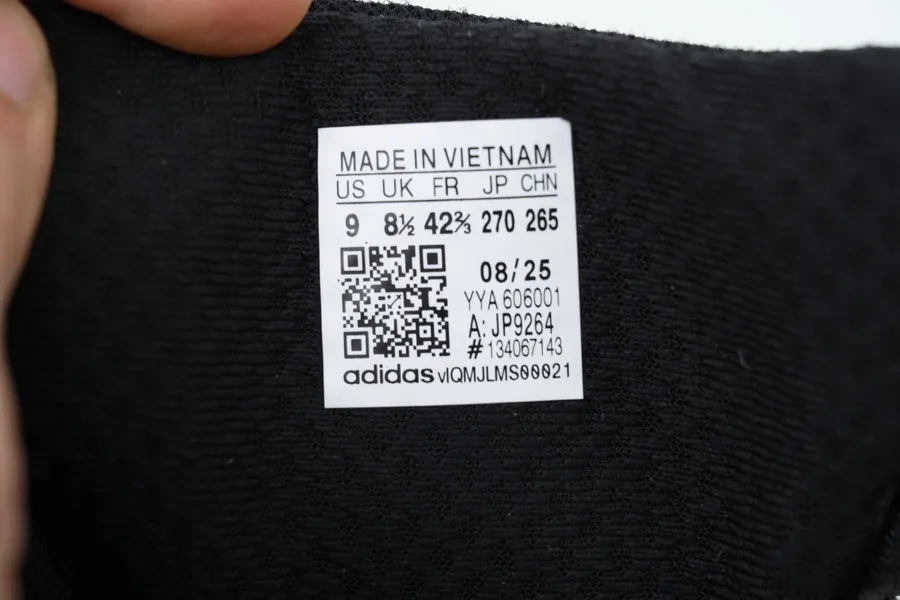 MADE IN VIETNAM
US UK FR JP CHN
9 8½ 42⅔ 270 265
08/25
YYA 606001
A: JP9264
# 134067143
adidas vIQMJLMS00021